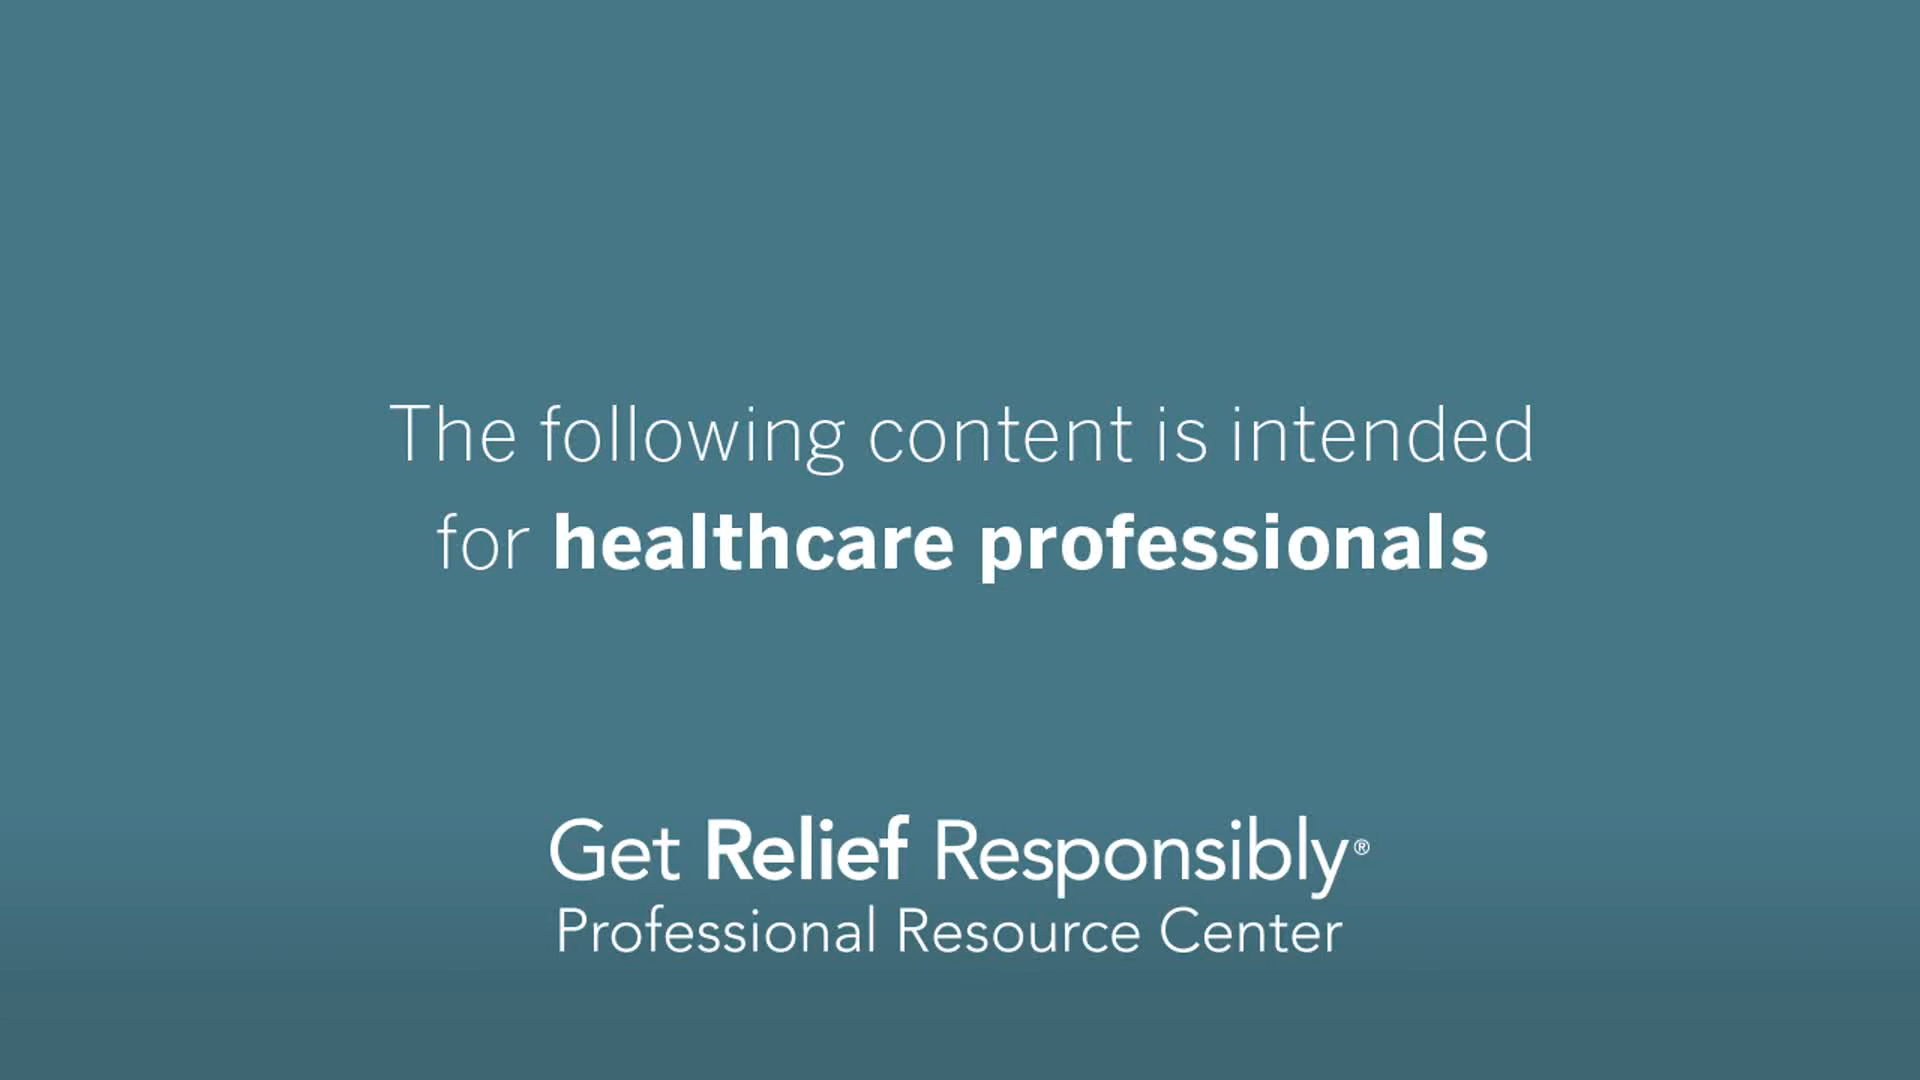 The following content is intended
for healthcare professionals
Get Relief Responsibly®
Professional Resource Center